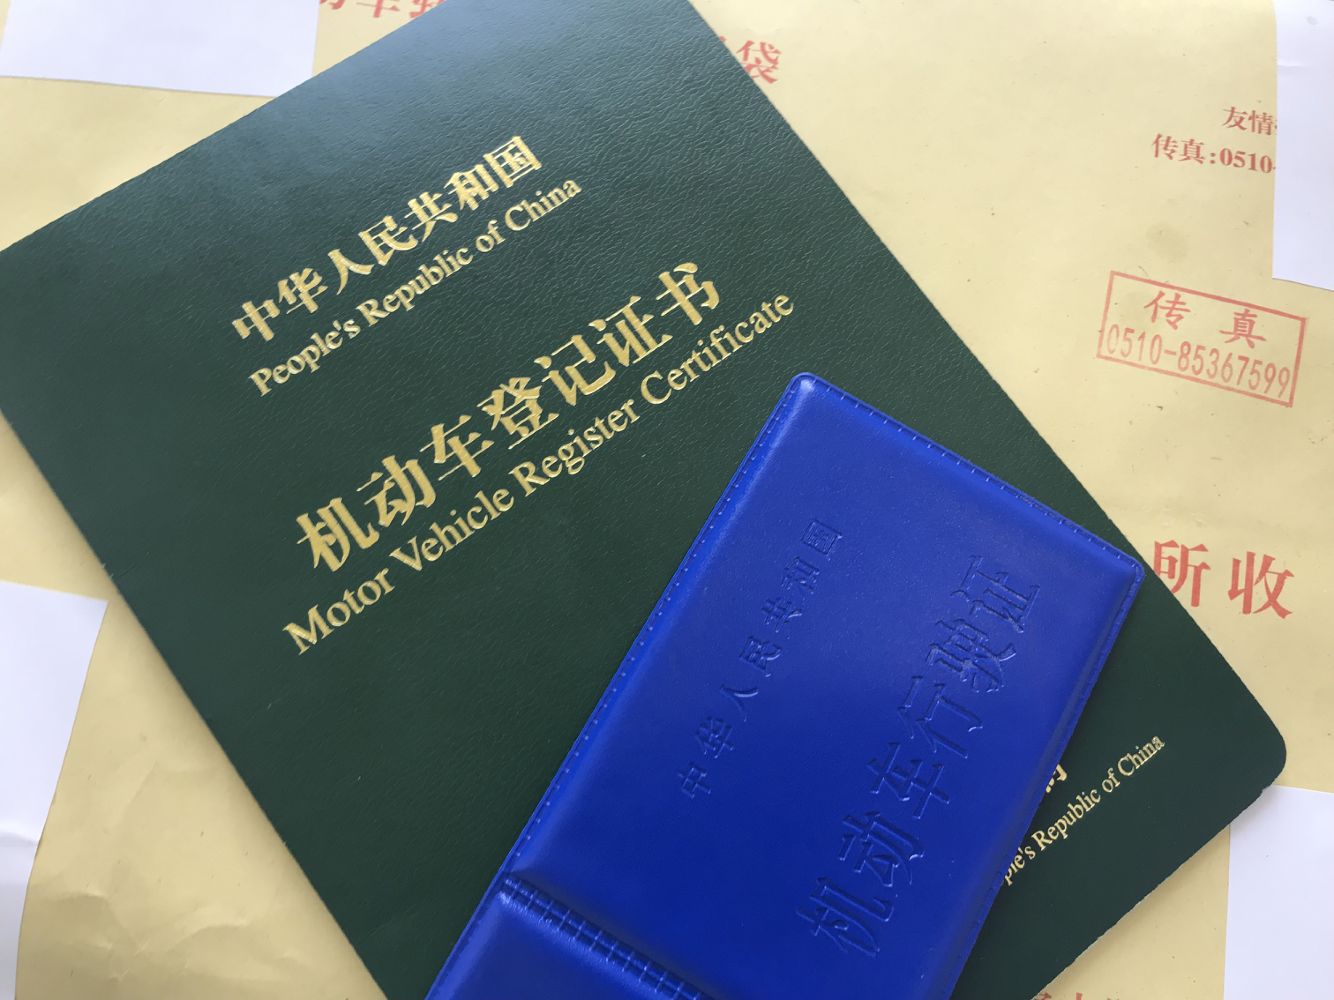 中华人民共和国
People's Republic of China
机动车登记证书
Motor Vehicle Register Certificate
中华人民共和国
机动车行驶证
Republic of China
袋
友情
传真:0510-
传真
0510-85367599
所收